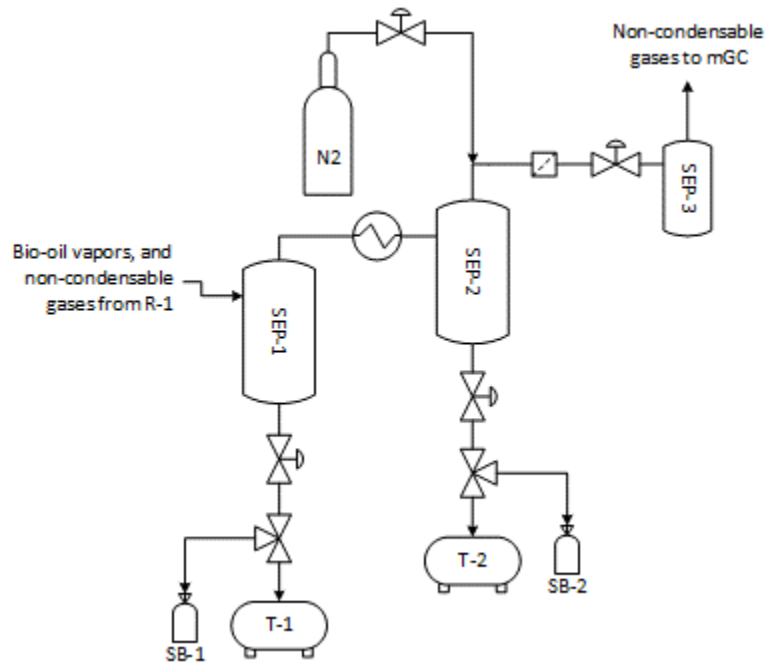 Non-condensable
gases to mGC
N2
SEP-3
SEP-2
Bio-oil vapors, and
non-condensable
gases from R-1
SEP-1
T-2
SB-2
T-1
SB-1